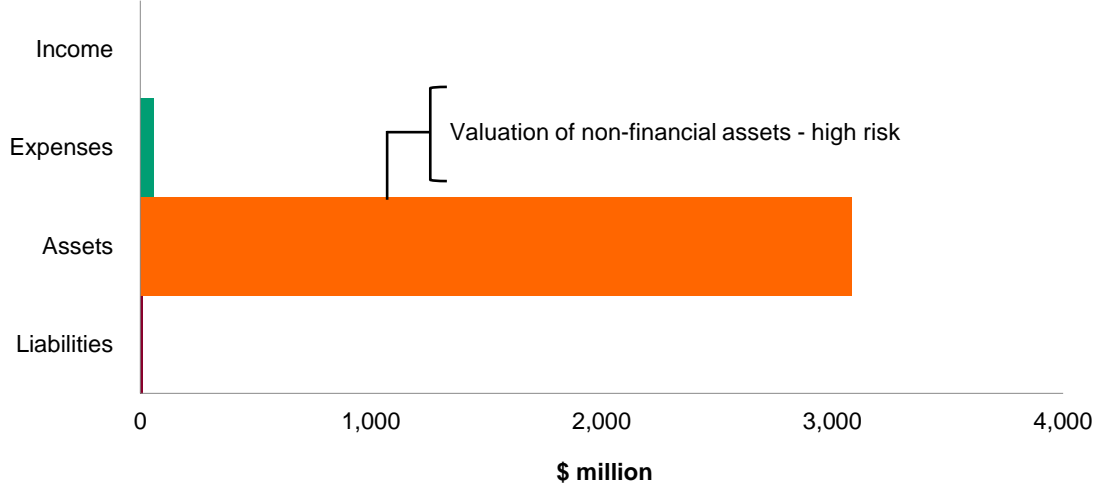 Income
Valuation of non-financial assets - high risk
Expenses
Assets
Liabilities
0 1,000 2,000 3,000 4,000
$ million